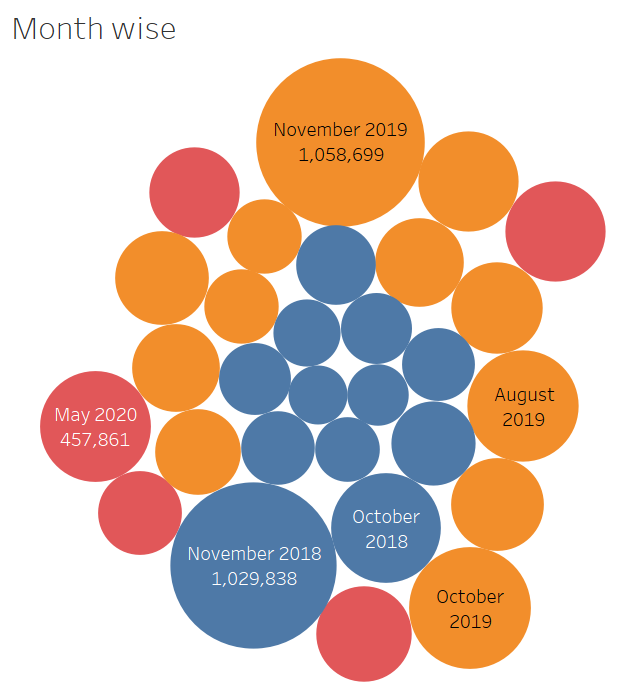 Month wise
November 2019
1,058,699
August
2019
May 2020
457,861
October
2018
November 2018
1,029,838
October
2019